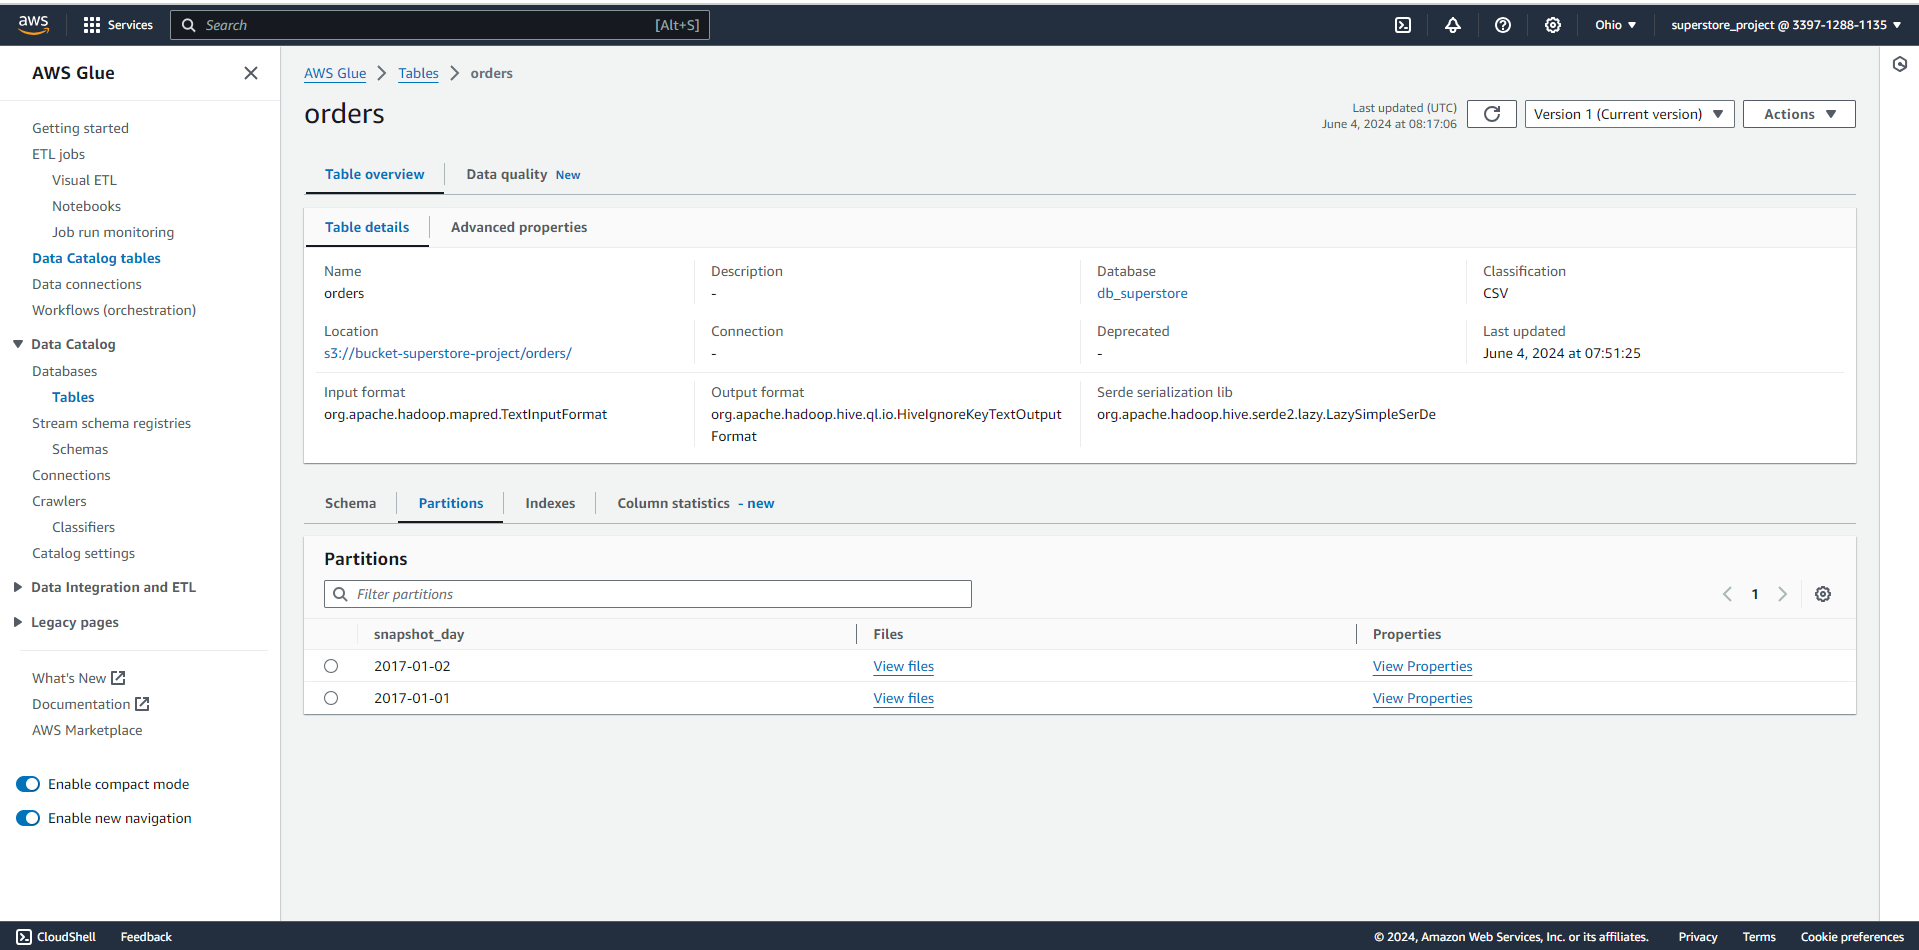 aws
Services
Search
[Alt+S]
Ohio
superstore_project @ 3397-1288-1135
AWS Glue
Getting started
ETL jobs
Visual ETL
Notebooks
Job run monitoring
Data Catalog tables
Data connections
Workflows (orchestration)
Data Catalog
Databases
Tables
Stream schema registries
Schemas
Connections
Crawlers
Classifiers
Catalog settings
Data Integration and ETL
Legacy pages
What's New
Documentation
AWS Marketplace
Enable compact mode
Enable new navigation
AWS Glue
Tables
orders
orders
Last updated (UTC)
June 4, 2024 at 08:17:06
Version 1 (Current version)
Actions
Table overview
Data quality New
Table details
Advanced properties
Name
orders
Description
-
Database
db_superstore
Classification
CSV
Location
s3://bucket-superstore-project/orders/
Connection
-
Deprecated
-
Last updated
June 4, 2024 at 07:51:25
Input format
org.apache.hadoop.mapred.TextInputFormat
Output format
org.apache.hadoop.hive.ql.io.HiveIgnoreKeyTextOutput
Format
Serde serialization lib
org.apache.hadoop.hive.serde2.lazy.LazySimpleSerDe
Schema
Partitions
Indexes
Column statistics - new
Partitions
Filter partitions
1
snapshot_day
Files
Properties
2017-01-02
View files
View Properties
2017-01-01
View files
View Properties
CloudShell
Feedback
© 2024, Amazon Web Services, Inc. or its affiliates.
Privacy
Terms
Cookie preferences